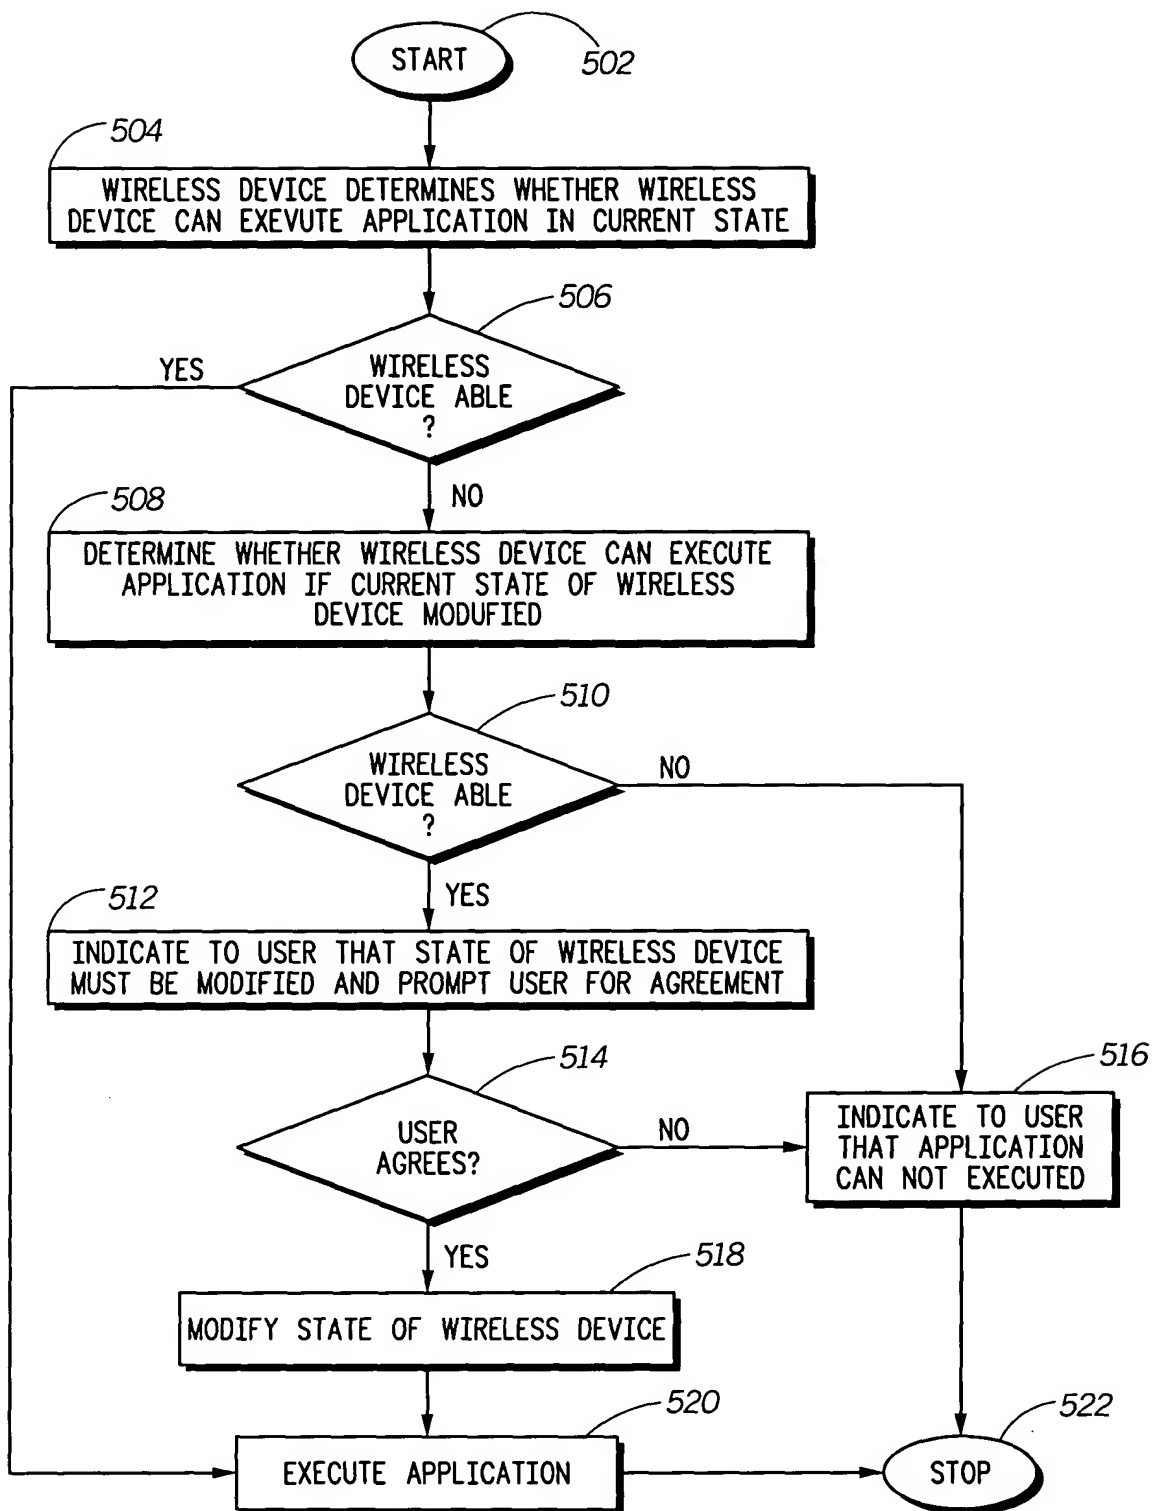 START
502
504
WIRELESS DEVICE DETERMINES WHETHER WIRELESS
DEVICE CAN EXEVUTE APPLICATION IN CURRENT STATE
506
YES
WIRELESS
DEVICE ABLE
?
NO
508
DETERMINE WHETHER WIRELESS DEVICE CAN EXECUTE
APPLICATION IF CURRENT STATE OF WIRELESS
DEVICE MODUFIED
510
WIRELESS
DEVICE ABLE
?
NO
YES
512
INDICATE TO USER THAT STATE OF WIRELESS DEVICE
MUST BE MODIFIED AND PROMPT USER FOR AGREEMENT
514
USER
AGREES?
NO
516
INDICATE TO USER
THAT APPLICATION
CAN NOT EXECUTED
YES
518
MODIFY STATE OF WIRELESS DEVICE
520
EXECUTE APPLICATION
522
STOP